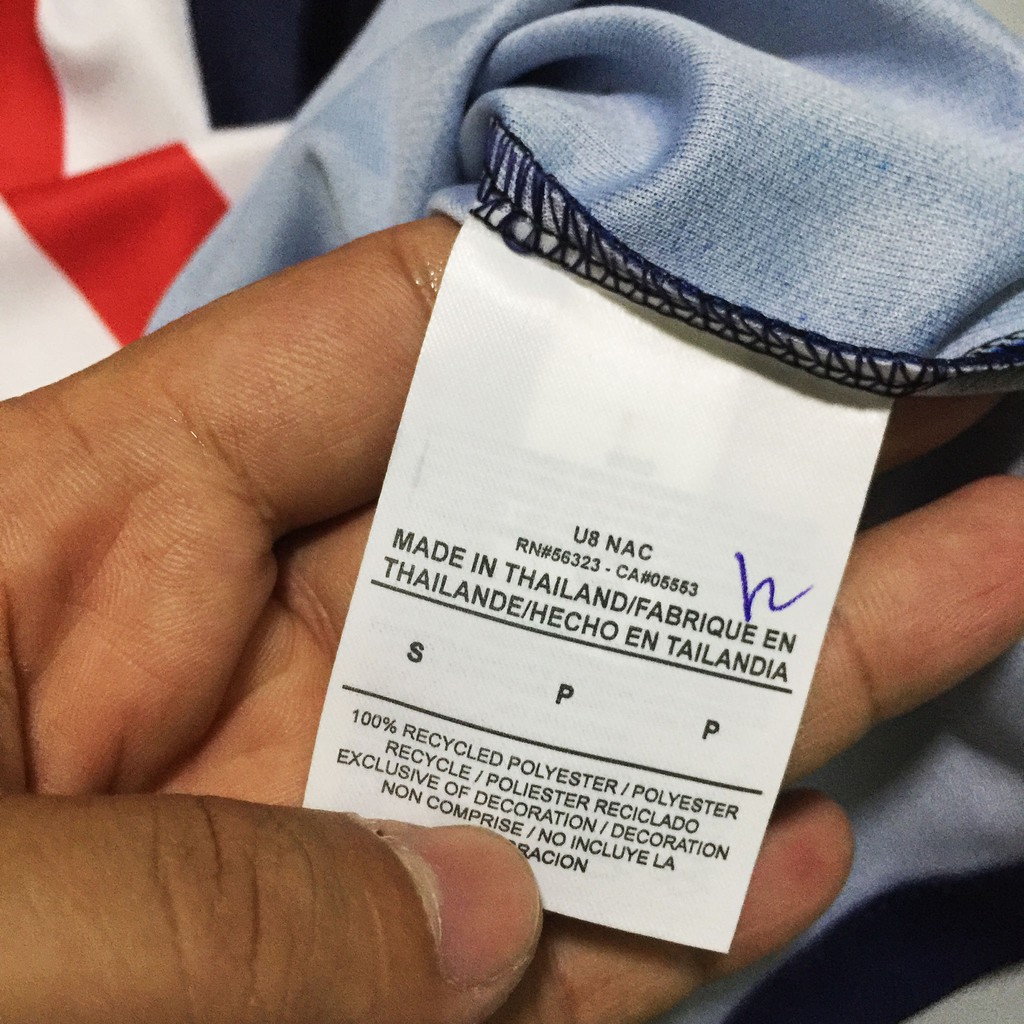 U8 NAC
RN#56323 - CA#05553
MADE IN THAILAND/FABRIQUE EN
THAILANDE/HECHO EN TAILANDIA
S P P
100% RECYCLED POLYESTER / POLYESTER
RECYCLE / POLIESTER RECICLADO
EXCLUSIVE OF DECORATION / DECORATION
NON COMPRISE / NO INCLUYE LA